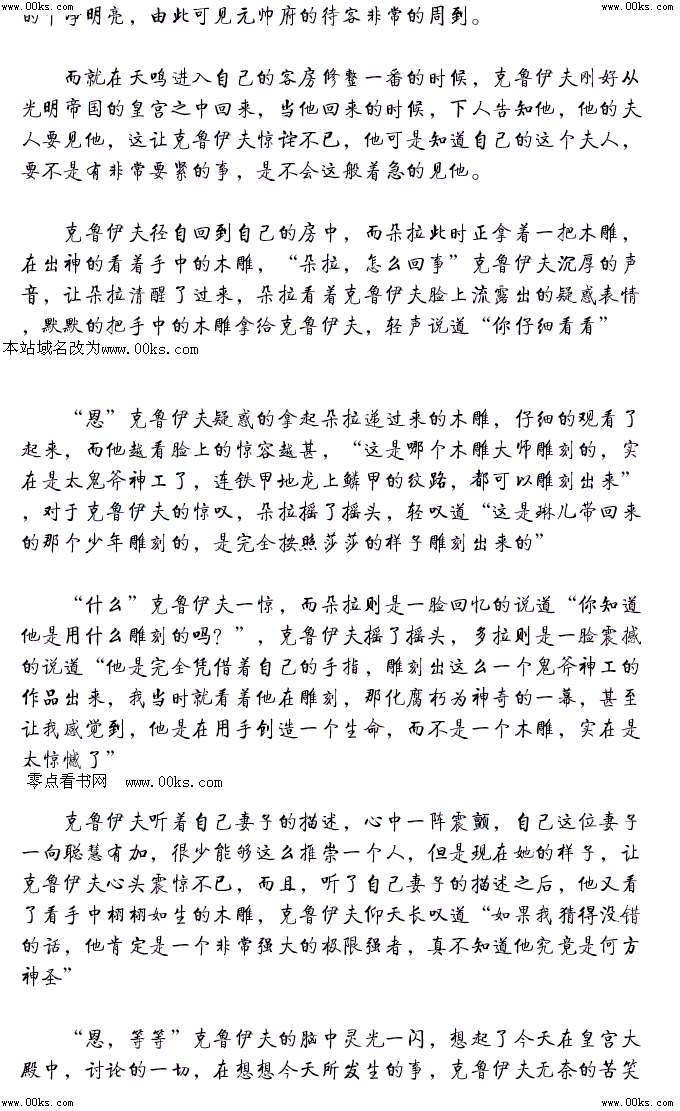 www.00ks.com www.00ks.com
明亮，由此可见元帅府的待客非常的周到。
而就在天鸣进入自己的客房修整一番的时候，克鲁伊夫刚好从
光明帝国的皇宫之中回来，当他回来的时候，下人告知他，他的夫
人要见他，这让克鲁伊夫惊诧不已，他可是知道自己的这个夫人，
要不是有非常要紧的事，是不会这般着急的见他。
克鲁伊夫径自回到自己的房中，而朵拉此时正拿着一把木雕，
在出神的看着手中的木雕，“朵拉，怎么回事”克鲁伊夫沉厚的声
音，让朵拉清醒了过来，朵拉看着克鲁伊夫脸上流露出的疑惑表情
，默默的把手中的木雕拿给克鲁伊夫，轻声说道“你仔细看看”
本站域名改为www.00ks.com
“恩”克鲁伊夫疑惑的拿起朵拉递过来的木雕，仔细的观看了
起来，而他越看脸上的惊容越甚，“这是哪个木雕大师雕刻的，实
在是太鬼斧神工了，连铁甲地龙上鳞甲的纹路，都可以雕刻出来”
，对于克鲁伊夫的惊叹，朵拉摇了摇头，轻叹道“这是琳儿带回来
的那个少年雕刻的，是完全按照莎莎的样子雕刻出来的”
“什么”克鲁伊夫一惊，而朵拉则是一脸回忆的说道“你知道
他是用什么雕刻的吗？”，克鲁伊夫摇了摇头，多拉则是一脸震撼
的说道“他是完全凭借着自己的手指，雕刻出这么一个鬼斧神工的
作品出来，我当时就看着他在雕刻，那化腐朽为神奇的一幕，甚至
让我感觉到，他是在用手创造一个生命，而不是一个木雕，实在是
太惊憾了”
零点看书网 www.00ks.com
克鲁伊夫听着自己妻子的描述，心中一阵震颤，自己这位妻子
一向聪慧有加，很少能够这么推崇一个人，但是现在她的样子，让
克鲁伊夫心头震惊不已，而且，听了自己妻子的描述之后，他又看
了看手中栩栩如生的木雕，克鲁伊夫仰天长叹道“如果我猜得没错
的话，他肯定是一个非常强大的极限强者，真不知道他究竟是何方
神圣”
“恩，等等”克鲁伊夫的脑中灵光一闪，想起了今天在皇宫大
殿中，讨论的一切，在想想今天所发生的事，克鲁伊夫无奈的苦笑
www.00ks.com www.00ks.com